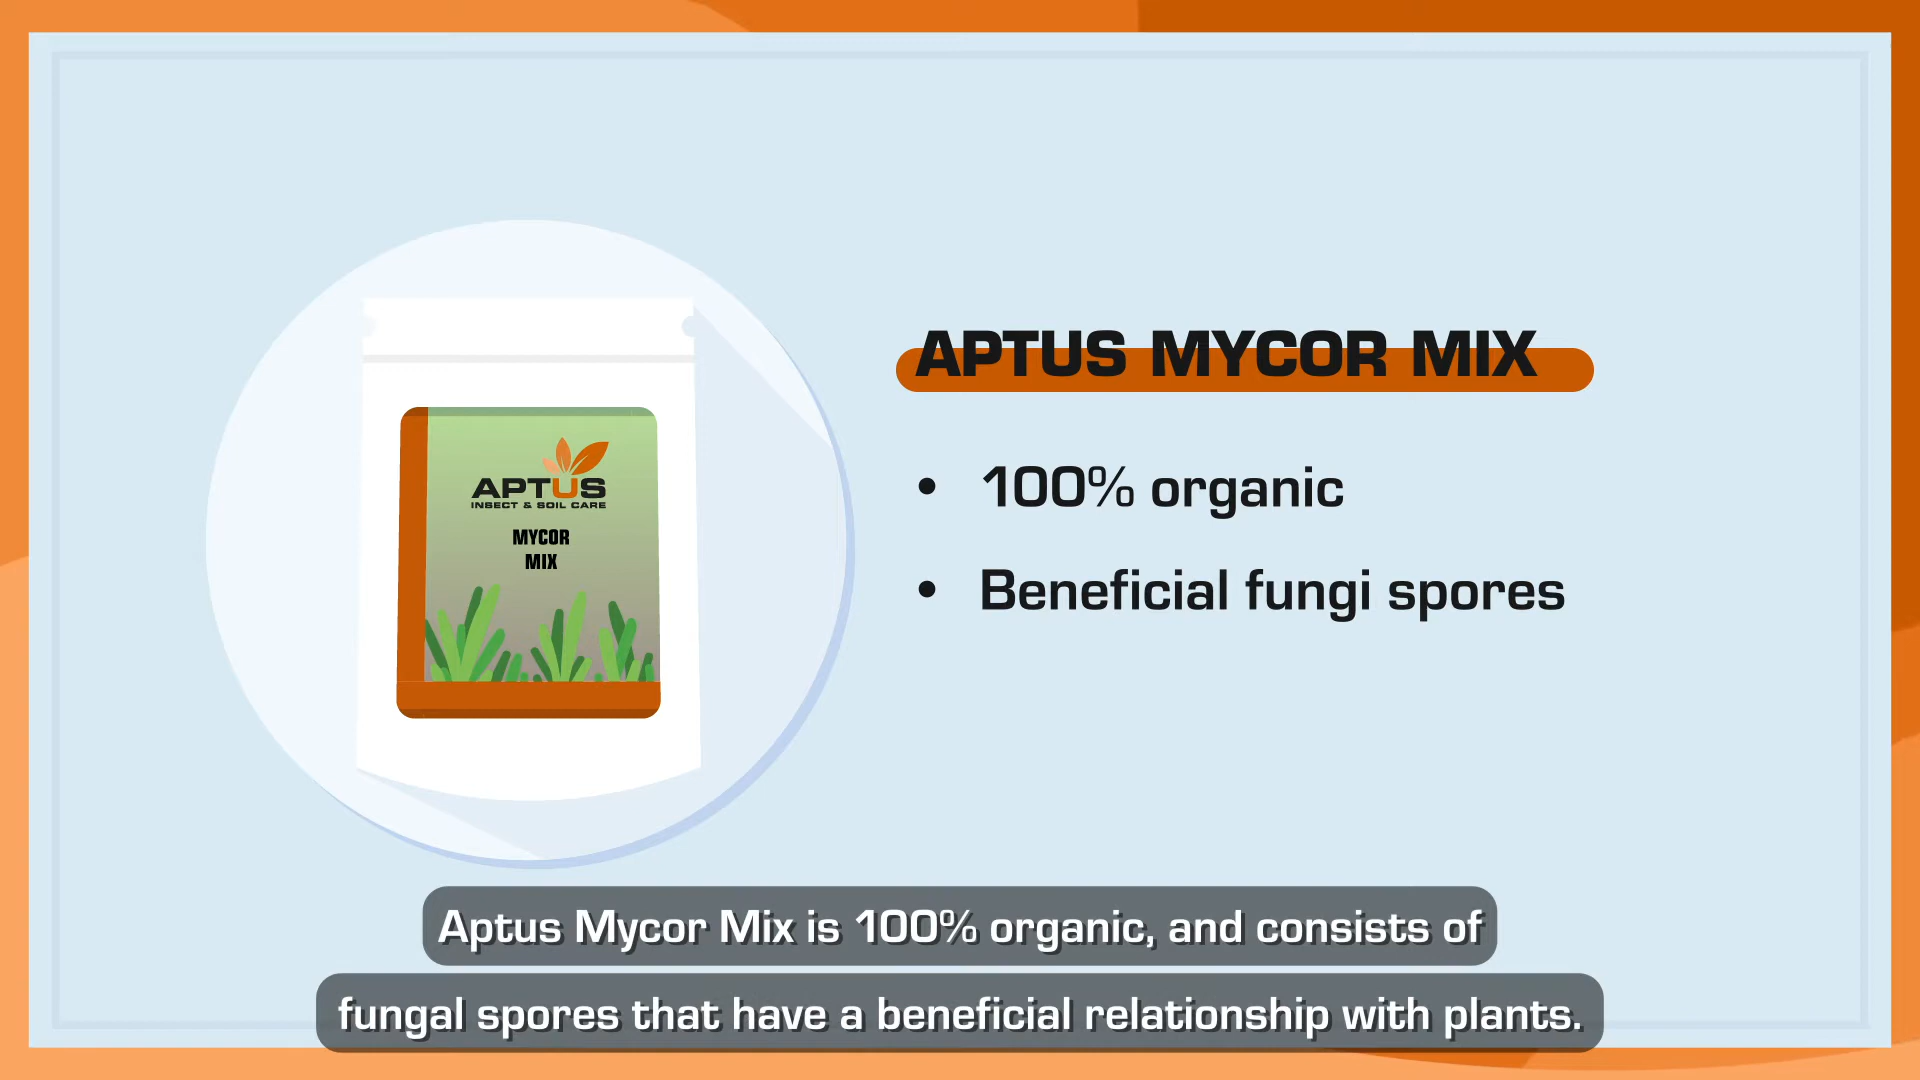 APTUS
INSECT & SOIL CARE
MYCOR
MIX
APTUS MYCOR MIX
• 100% organic
• Beneficial fungi spores
Aptus Mycor Mix is 100% organic, and consists of
fungal spores that have a beneficial relationship with plants.